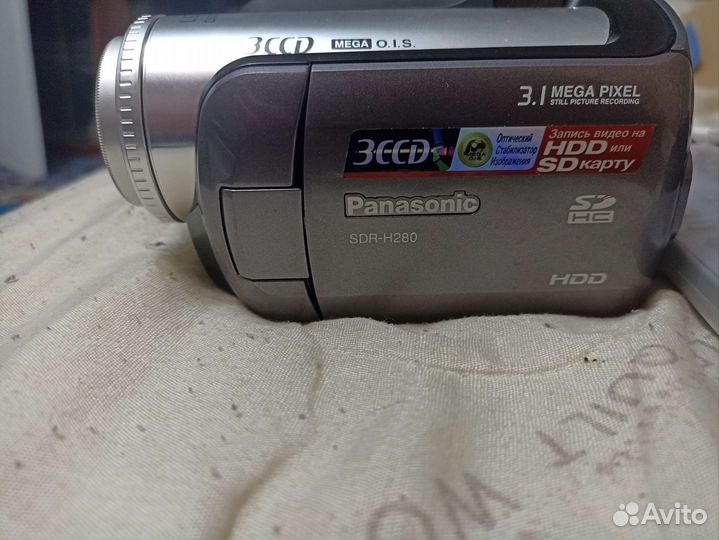 3CCD MEGA O.I.S.
3.1 MEGA PIXEL
STILL PICTURE RECORDING
3CCD
MEGA
O.I.S.
Оптический
Стабилизатор
Изображения
Запись видео на
HDD или
SD карту
Panasonic
SDR-H280
SD
HC
HDD
Avito